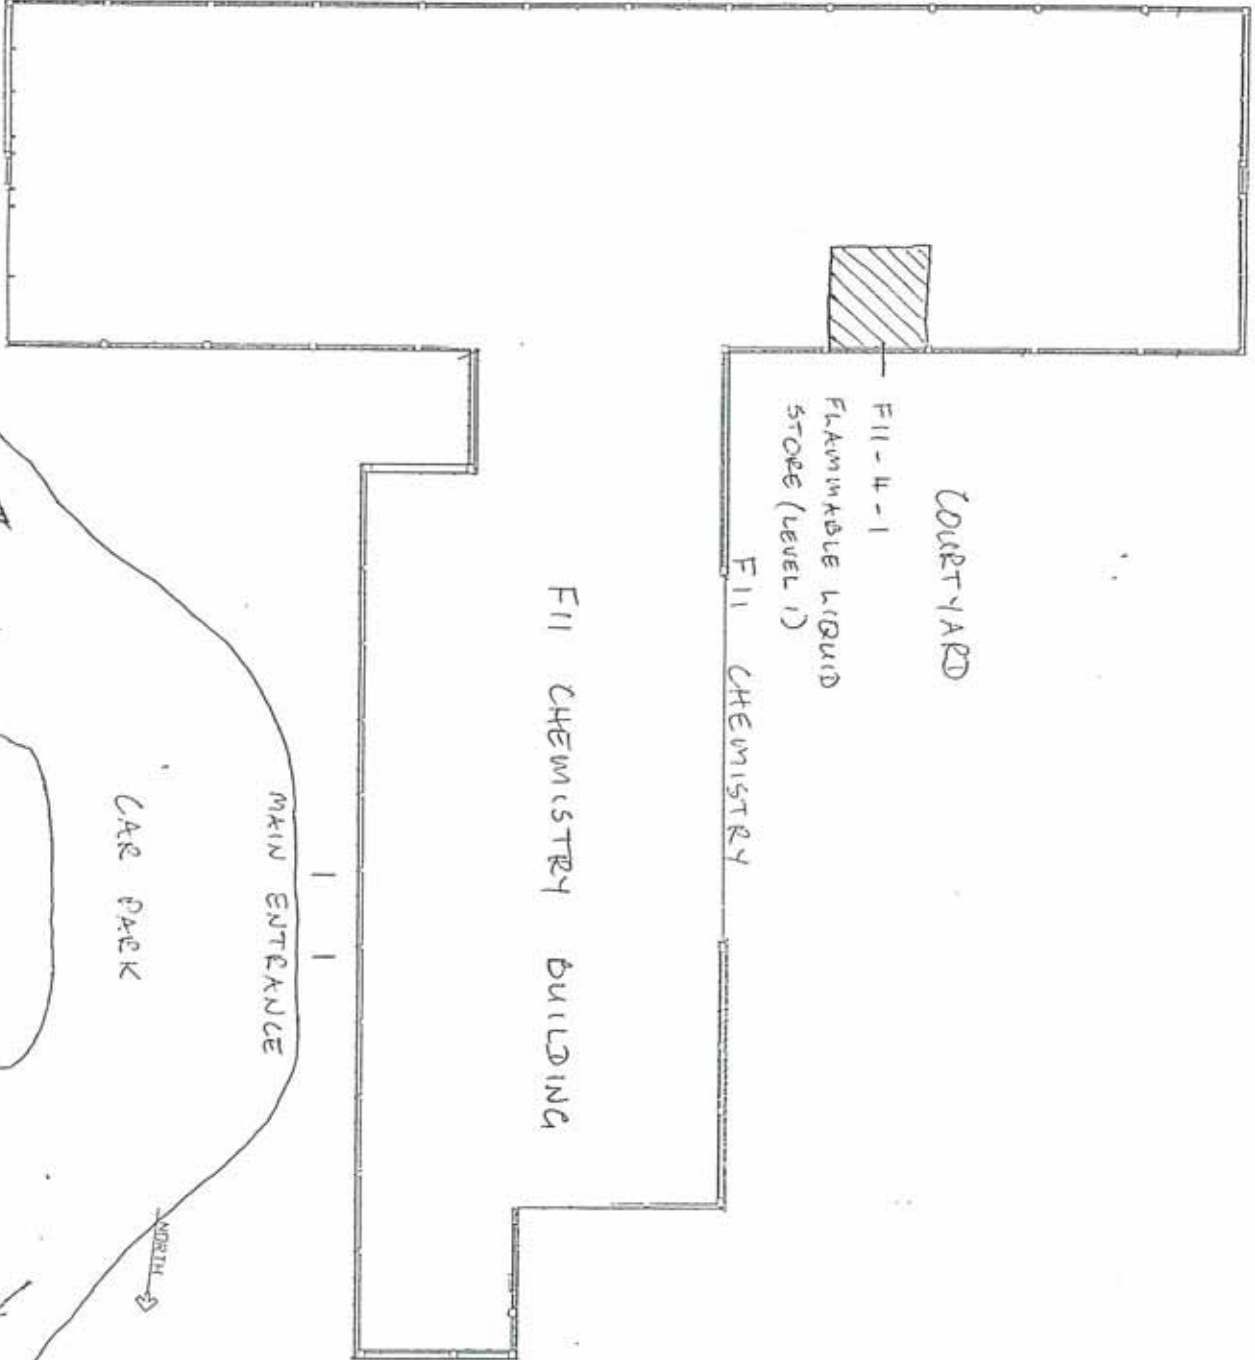 COURTYARD
F11-4-1
FLAMMABLE LIQUID
STORE (LEVEL 1)
F11 CHEMISTRY
F11 CHEMISTRY BUILDING
MAIN ENTRANCE
CAR PARK
NORTH